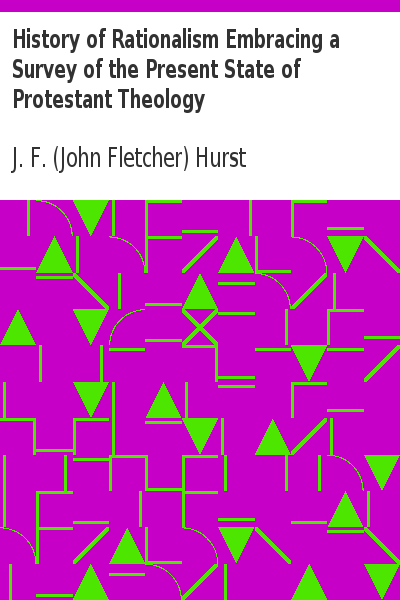 History of Rationalism Embracing a
Survey of the Present State of
Protestant Theology
J. F. (John Fletcher) Hurst